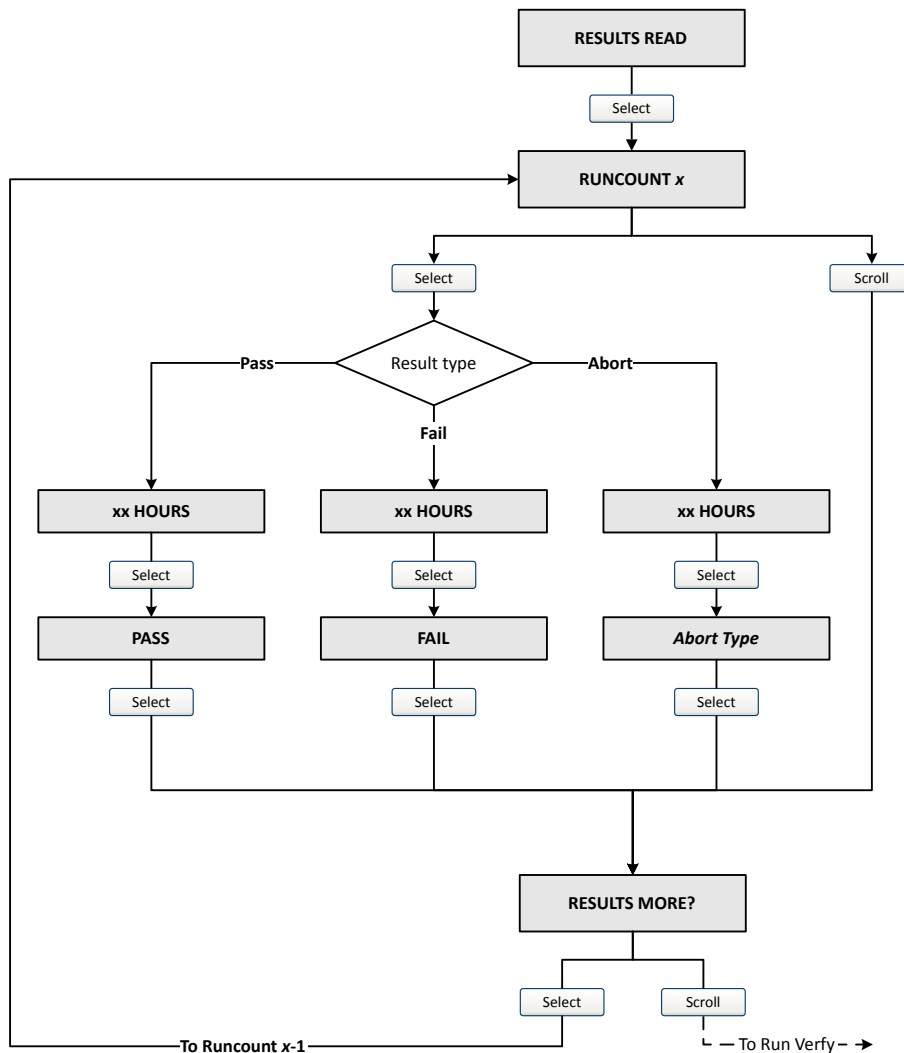 RESULTS READ
Select
RUNCOUNT x
Select
Scroll
Result type
Pass
Abort
Fail
xx HOURS
xx HOURS
xx HOURS
Select
Select
Select
PASS
FAIL
Abort Type
Select
Select
Select
RESULTS MORE?
Select
Scroll
To Runcount x-1
To Run Verfy